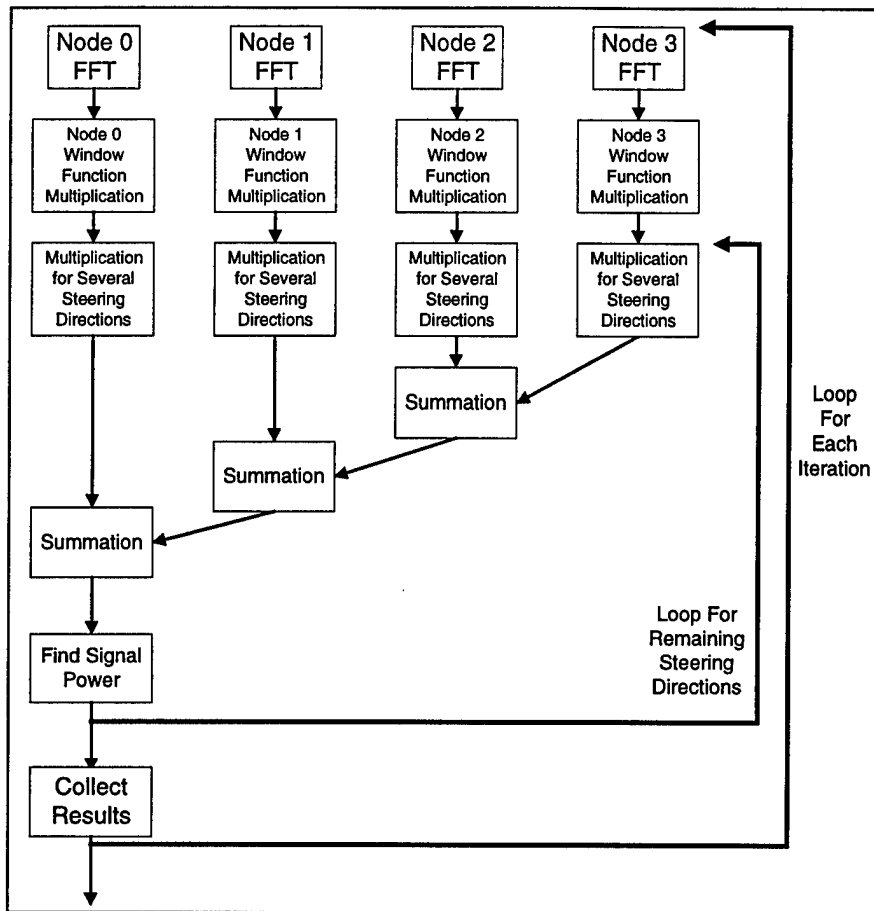 Node 0
FFT
Node 1
FFT
Node 2
FFT
Node 3
FFT
Node 0
Window
Function
Multiplication
Node 1
Window
Function
Multiplication
Node 2
Window
Function
Multiplication
Node 3
Window
Function
Multiplication
Multiplication
for Several
Steering
Directions
Multiplication
for Several
Steering
Directions
Multiplication
for Several
Steering
Directions
Multiplication
for Several
Steering
Directions
Summation
Loop
For
Each
Iteration
Summation
Summation
Loop For
Remaining
Steering
Directions
Find Signal
Power
Collect
Results